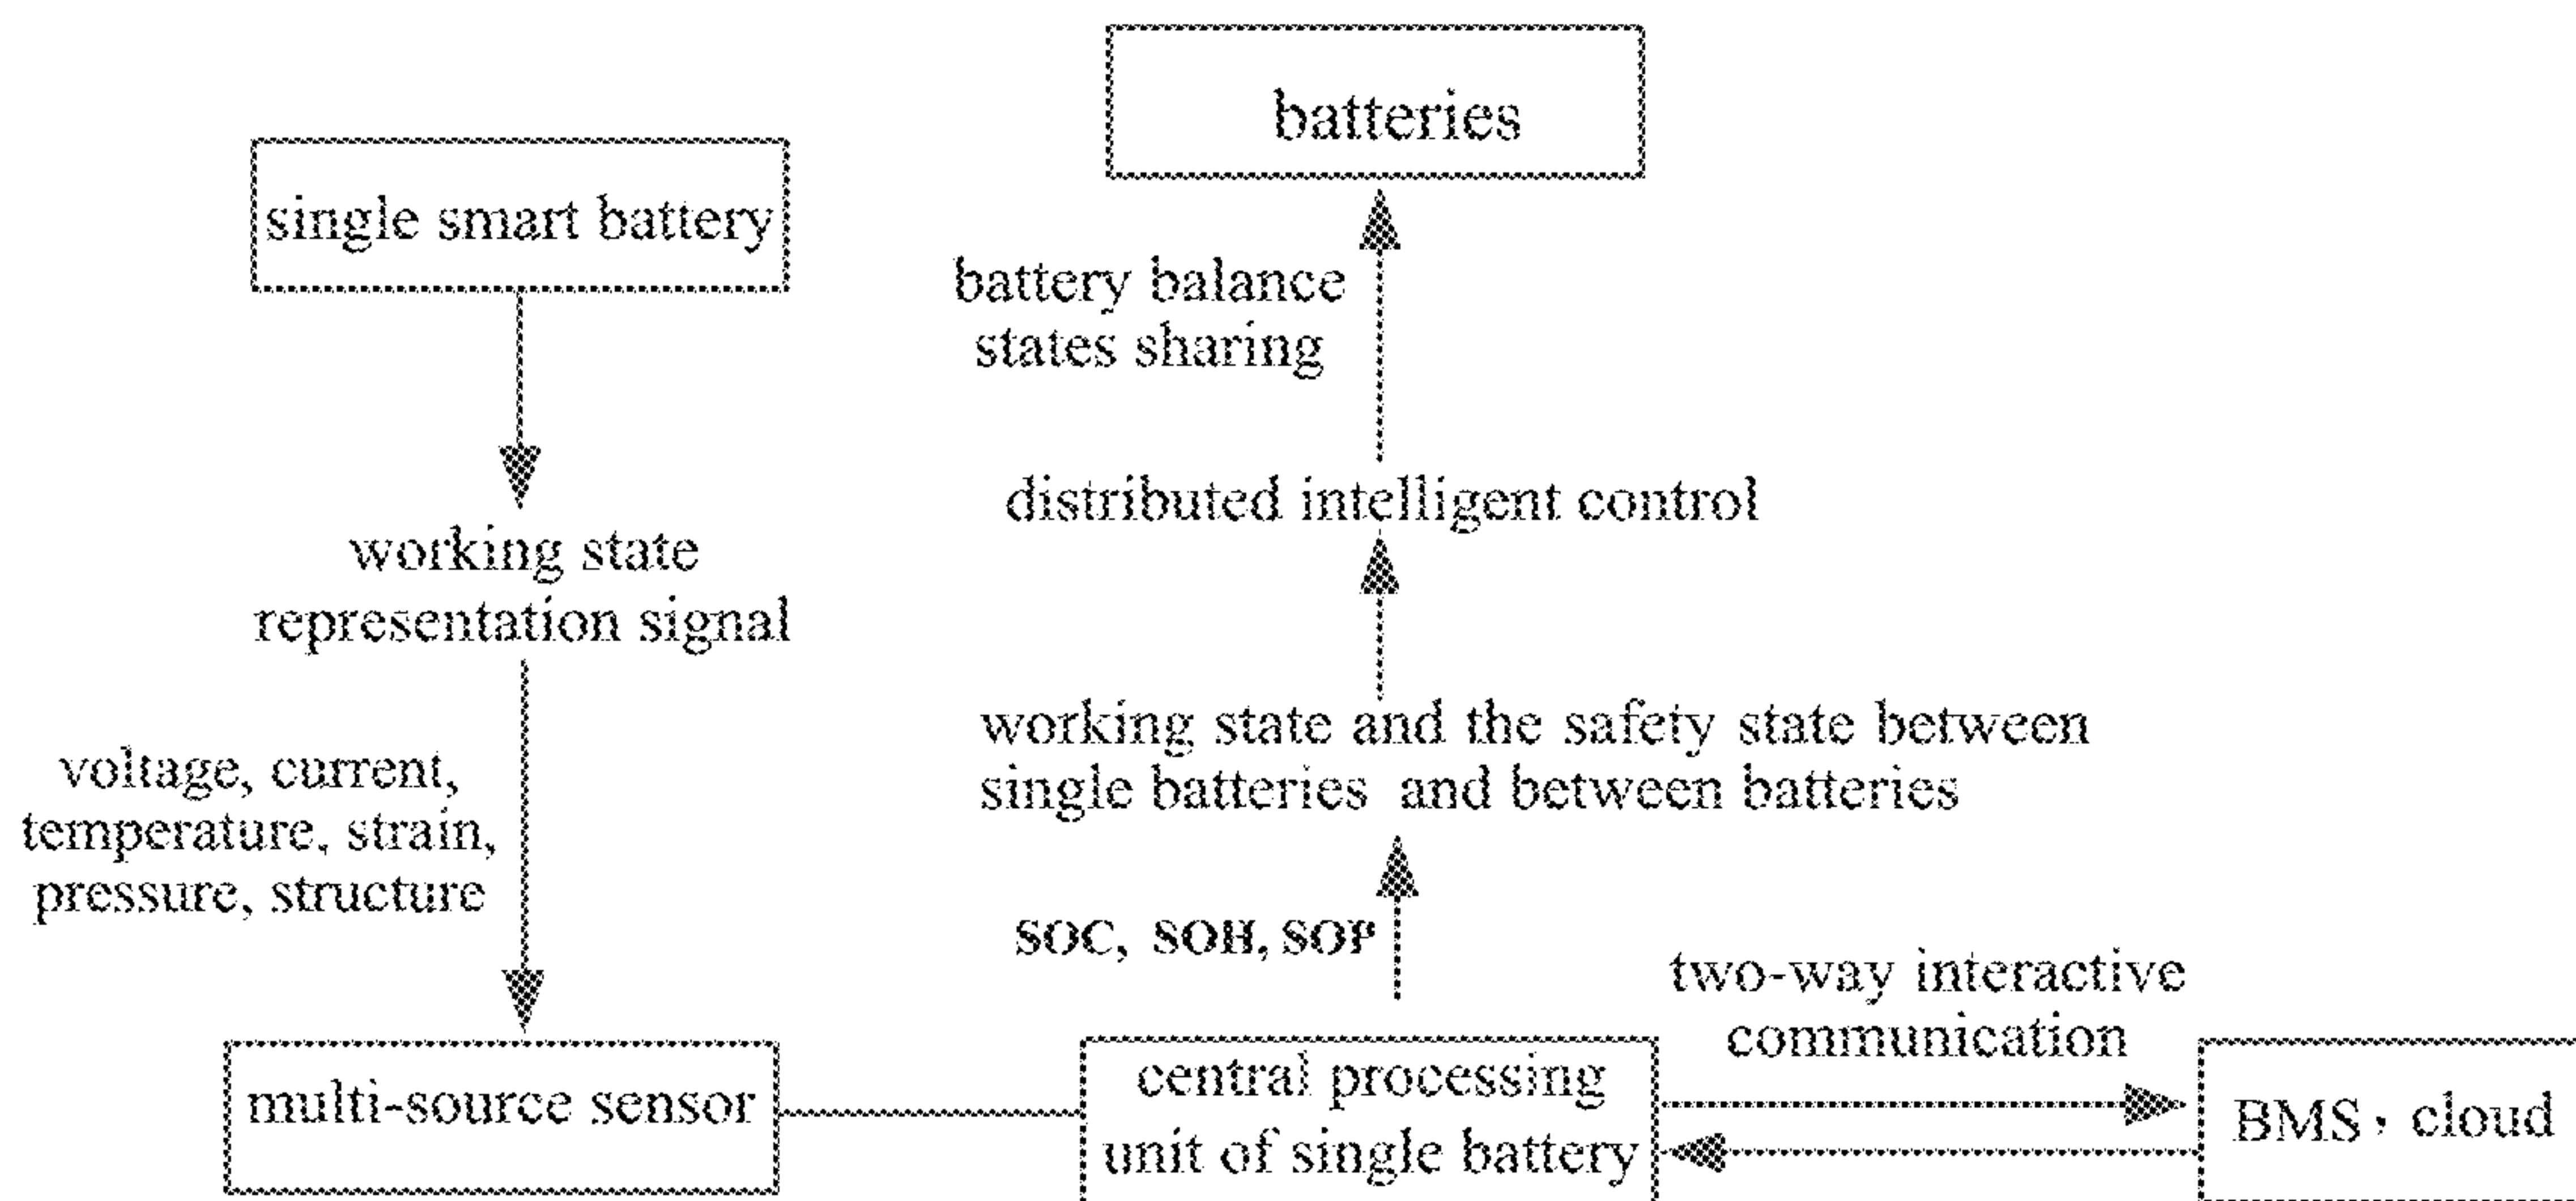 batteries
single smart battery
battery balance
states sharing
distributed intelligent control
working state
representation signal
working state and the safety state between
single batteries and between batteries
voltage, current,
temperature, strain,
pressure, structure
SOC, SOH, SOP
two-way interactive
communication
multi-source sensor
central processing
unit of single battery
BMS, cloud